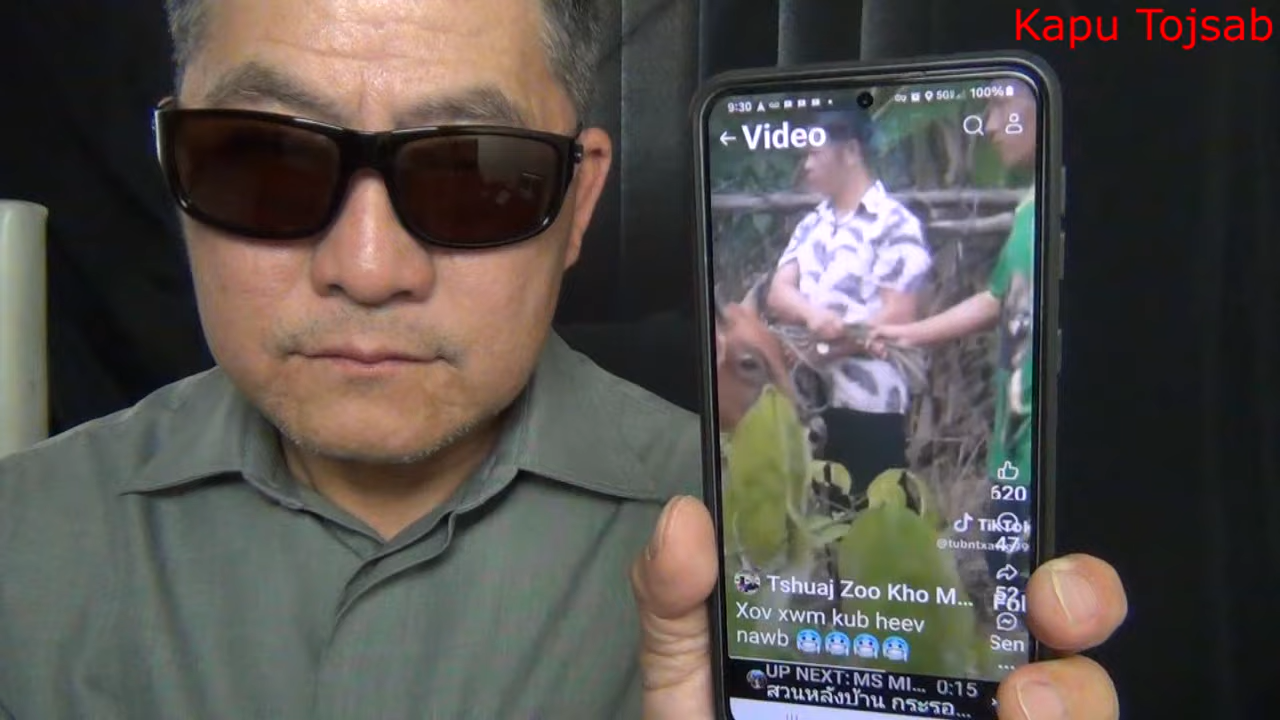 Kapu Tojsab
9:30
5G
100%
Video
620
TikTok
47
52
Tshuaj Zoo Kho M...
Xov xwm kub heev
nawb 🥶🥶🥶🥶
Sen
...
UP NEXT: MS MI... 0:15
สวนหลังบ้าน กระรอ...